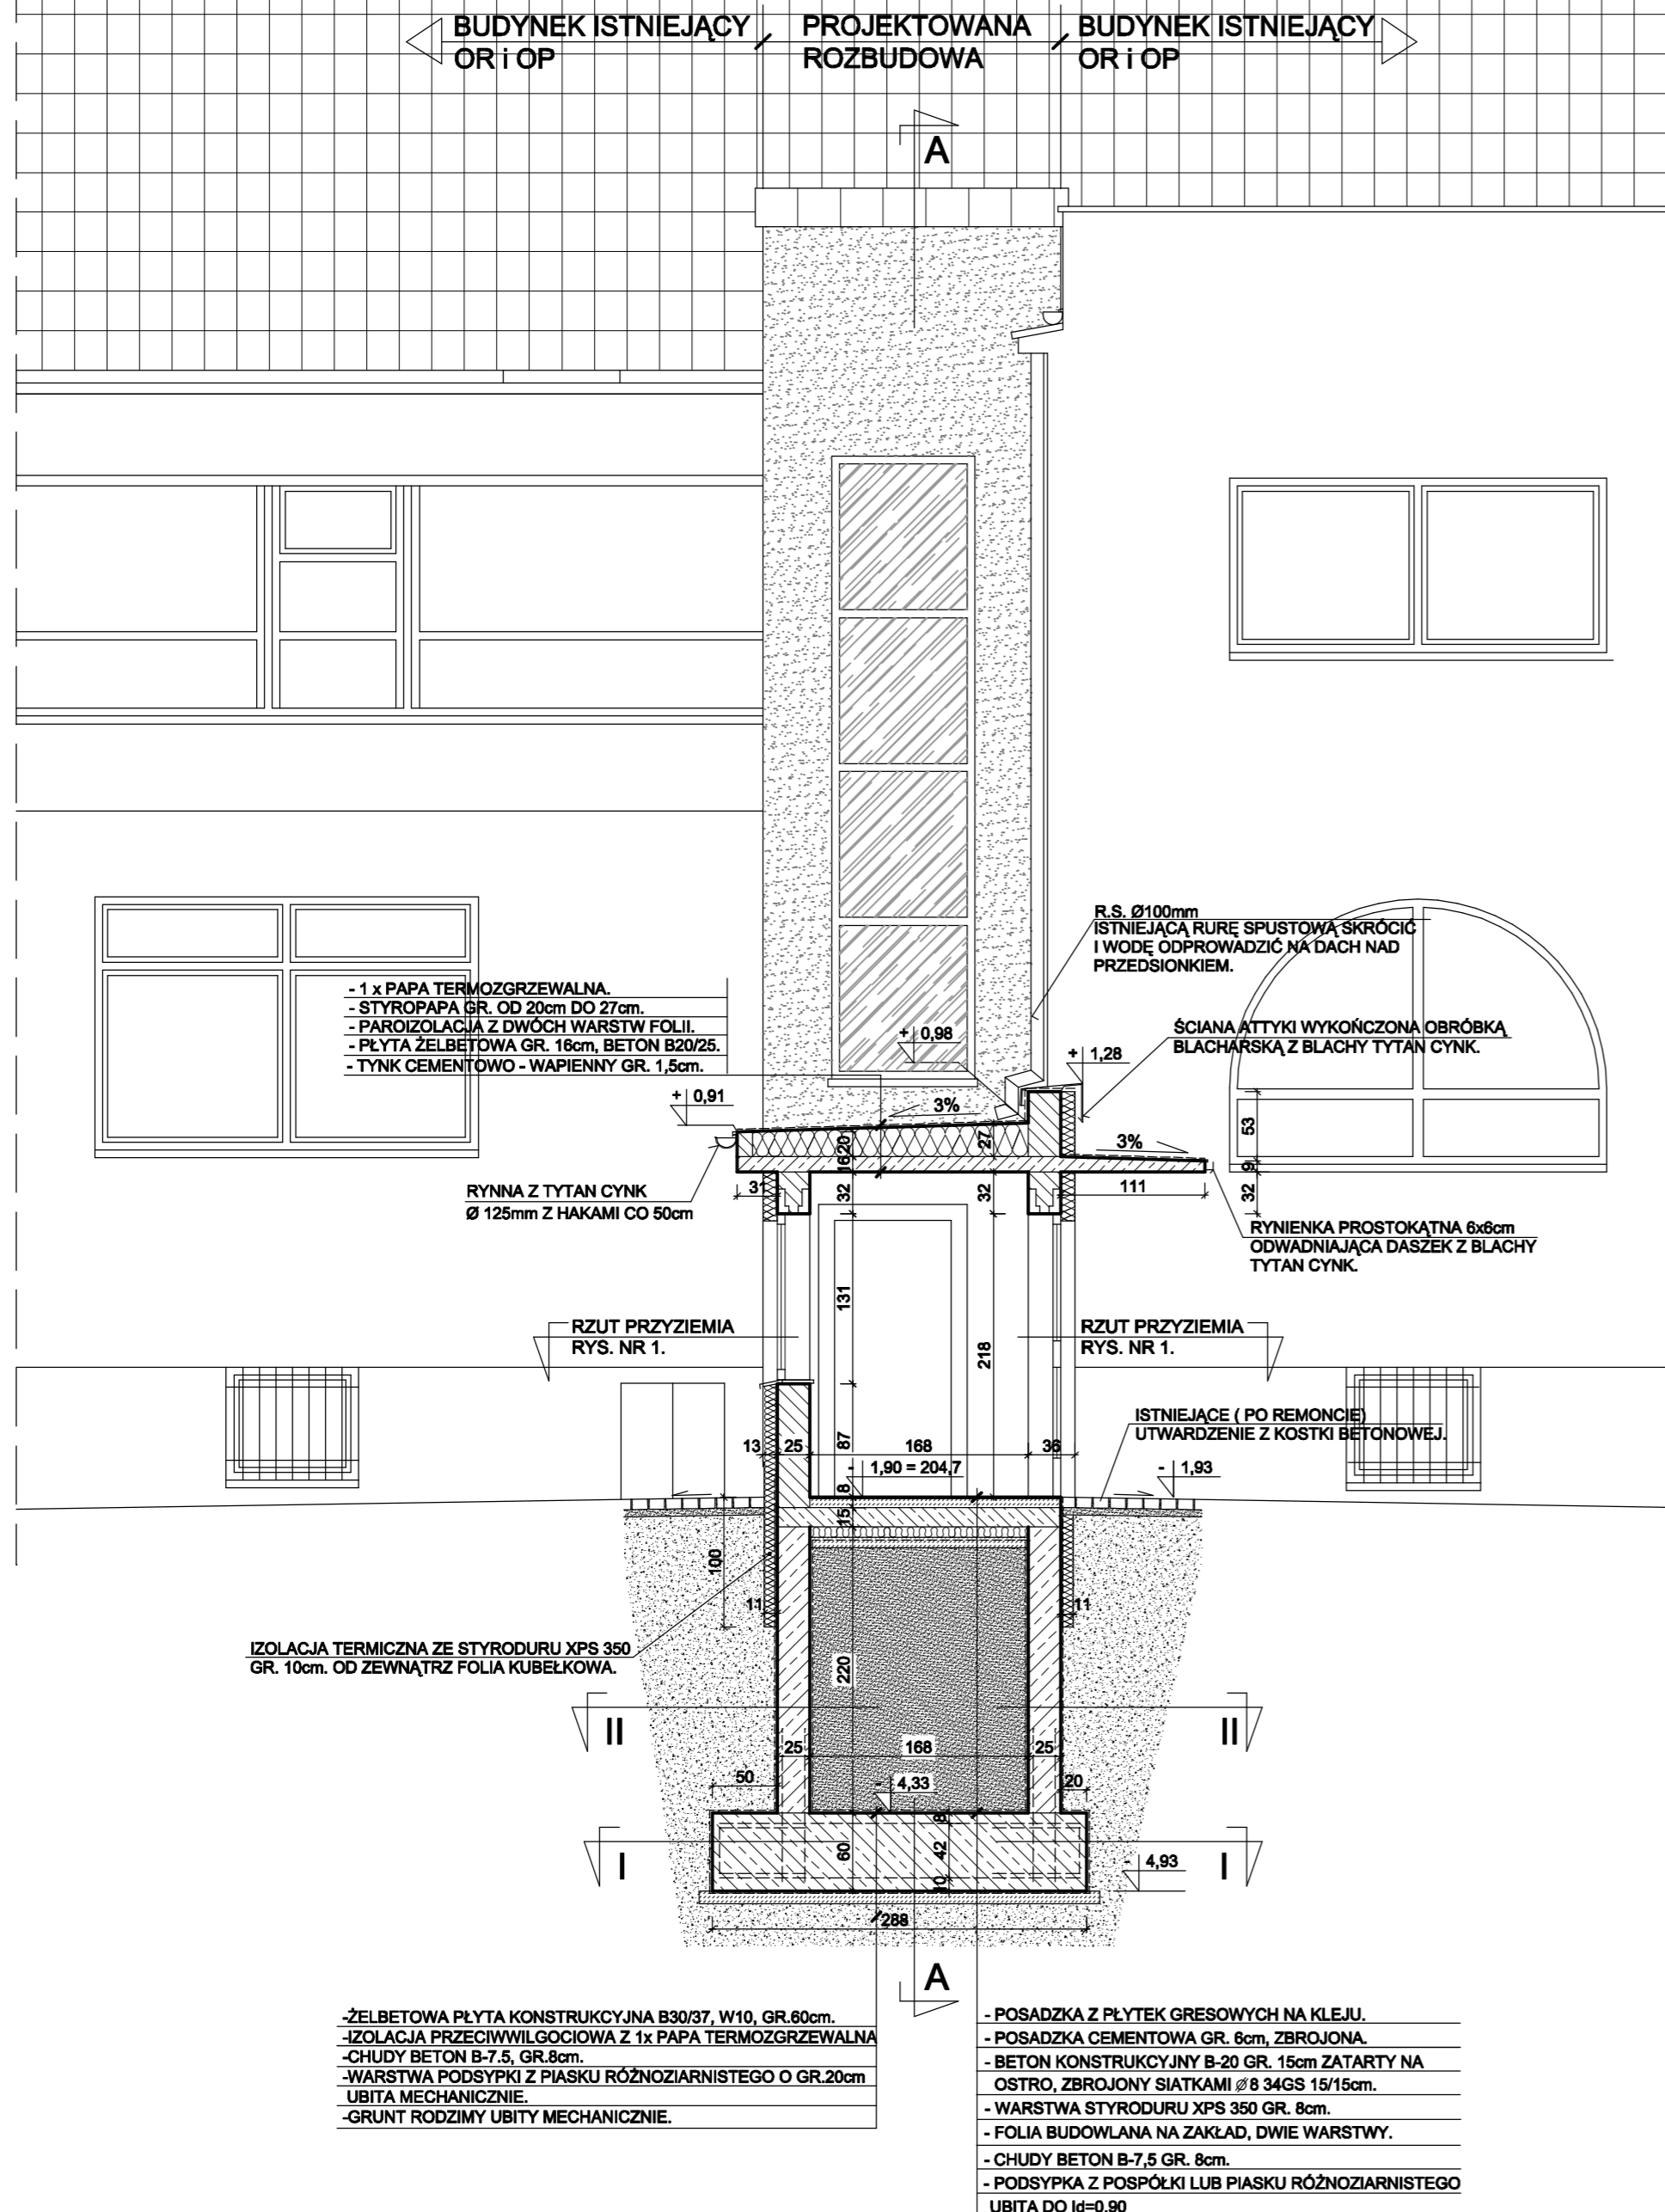 BUDYNEK ISTNIEJĄCY
OR i OP
PROJEKTOWANA
ROZBUDOWA
BUDYNEK ISTNIEJĄCY
OR i OP
A
R.S. Ø100mm
ISTNIEJĄCĄ RURĘ SPUSTOWĄ SKRÓCIĆ
I WODĘ ODPROWADZIĆ NA DACH NAD
PRZEDSIONKIEM.
- 1 x PAPA TERMOZGRZEWALNA.
- STYROPAPA GR. OD 20cm DO 27cm.
- PAROIZOLACJA Z DWÓCH WARSTW FOLII.
- PŁYTA ŻELBETOWA GR. 16cm, BETON B20/25.
- TYNK CEMENTOWO - WAPIENNY GR. 1,5cm.
+ 0,98
ŚCIANA ATTYKI WYKOŃCZONA OBRÓBKĄ
BLACHARSKĄ Z BLACHY TYTAN CYNK.
+ 1,28
+ 0,91
3%
53
3%
20
27
16
9
RYNNA Z TYTAN CYNK
Ø 125mm Z HAKAMI CO 50cm
31
32
32
111
32
RYNIENKA PROSTOKĄTNA 6x6cm
ODWADNIAJĄCA DASZEK Z BLACHY
TYTAN CYNK.
131
RZUT PRZYZIEMIA
RYS. NR 1.
218
RZUT PRZYZIEMIA
RYS. NR 1.
ISTNIEJĄCE ( PO REMONCIE)
UTWARDZENIE Z KOSTKI BETONOWEJ.
13
25
87
168
36
- 1,90 = 204,7
- 1,93
8
15
100
11
11
IZOLACJA TERMICZNA ZE STYRODURU XPS 350
GR. 10cm. OD ZEWNĄTRZ FOLIA KUBEŁKOWA.
220
II
II
25
168
25
50
- 4,33
20
8
60
42
10
I
I
- 4,93
288
A
-ŻELBETOWA PŁYTA KONSTRUKCYJNA B30/37, W10, GR.60cm.
-IZOLACJA PRZECIWWILGOCIOWA Z 1x PAPA TERMOZGRZEWALNA
-CHUDY BETON B-7.5, GR.8cm.
-WARSTWA PODSYPKI Z PIASKU RÓŻNOZIARNISTEGO O GR.20cm
UBITA MECHANICZNIE.
-GRUNT RODZIMY UBITY MECHANICZNIE.
- POSADZKA Z PŁYTEK GRESOWYCH NA KLEJU.
- POSADZKA CEMENTOWA GR. 6cm, ZBROJONA.
- BETON KONSTRUKCYJNY B-20 GR. 15cm ZATARTY NA
OSTRO, ZBROJONY SIATKAMI Ø8 34GS 15/15cm.
- WARSTWA STYRODURU XPS 350 GR. 8cm.
- FOLIA BUDOWLANA NA ZAKŁAD, DWIE WARSTWY.
- CHUDY BETON B-7,5 GR. 8cm.
- PODSYPKA Z POSPÓŁKI LUB PIASKU RÓŻNOZIARNISTEGO
UBITA DO Id=0,90